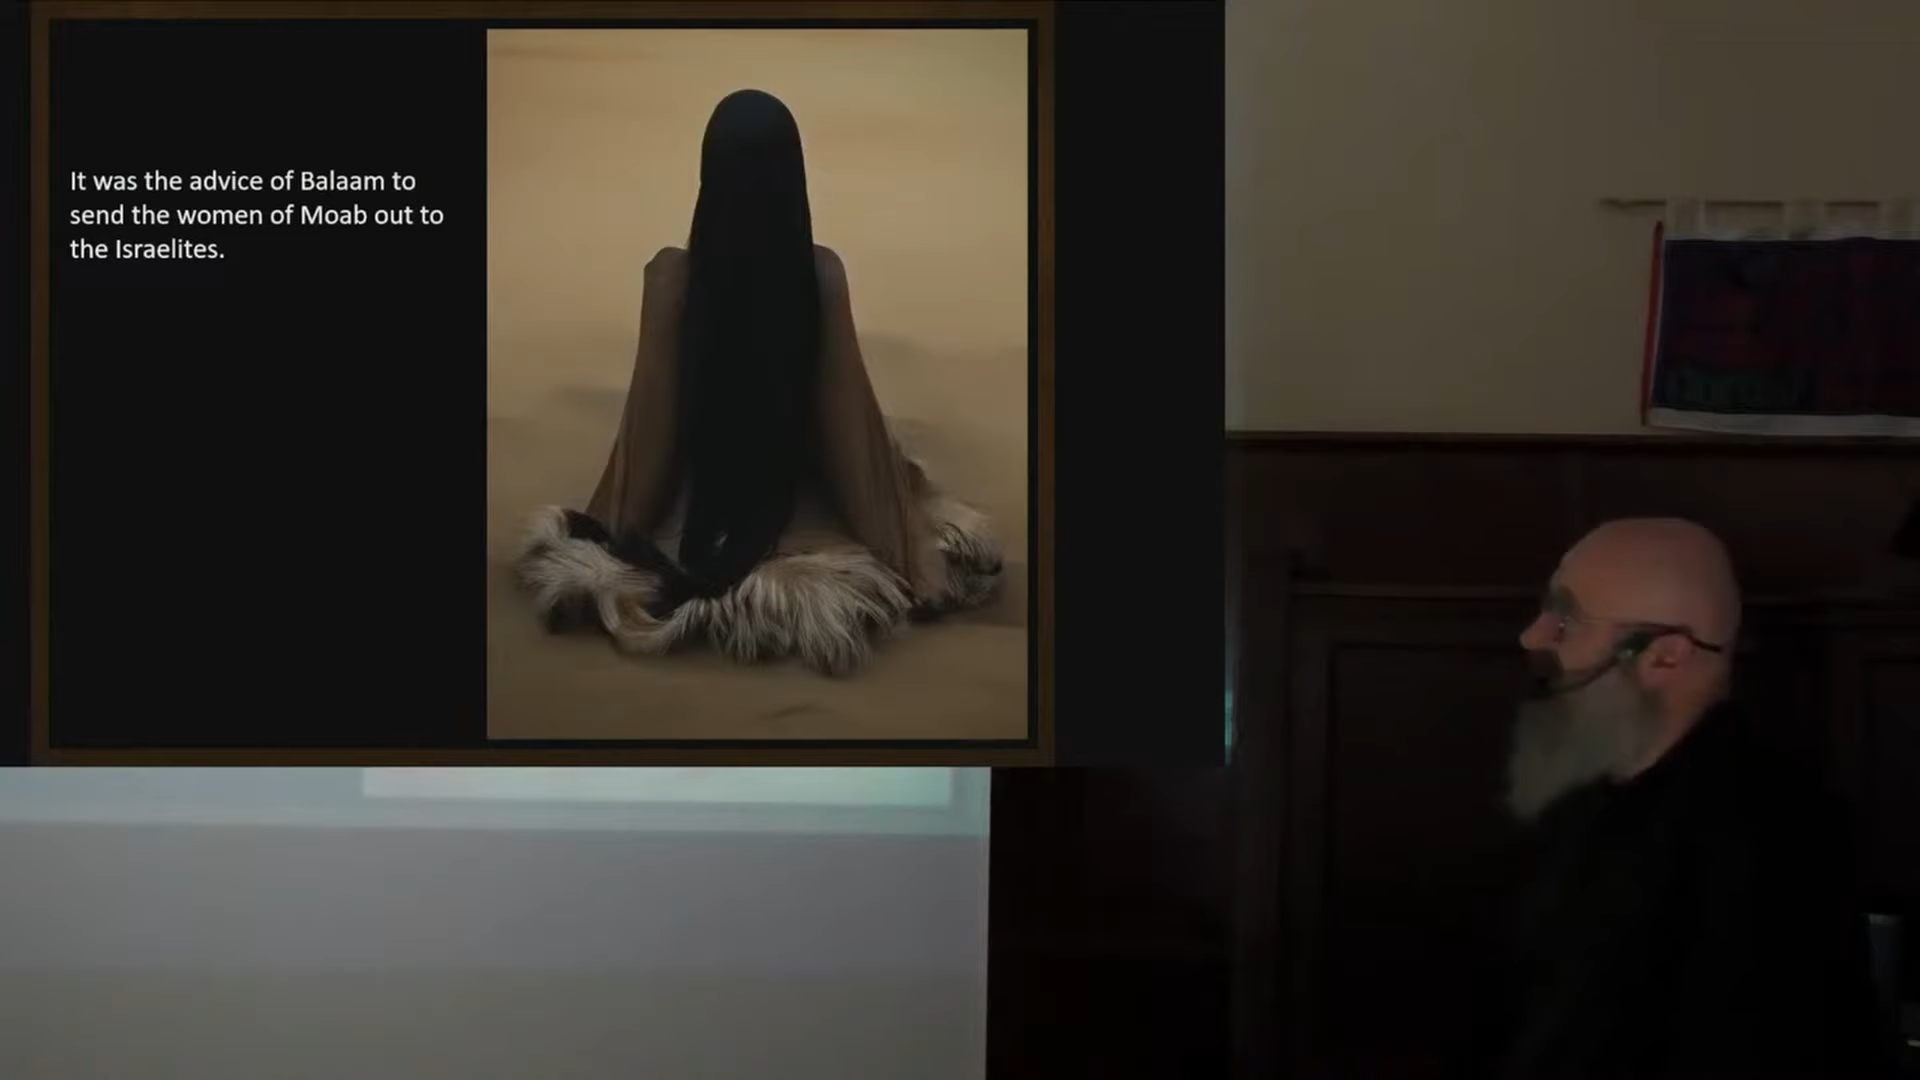 It was the advice of Balaam to
send the women of Moab out to
the Israelites.